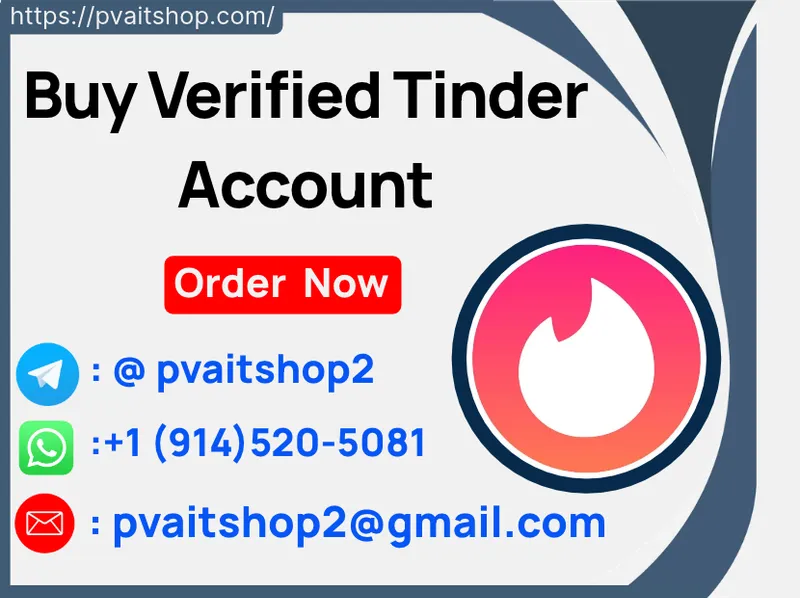 https://pvaitshop.com/
Buy Verified Tinder
Account
Order Now
: @ pvaitshop2
:+1 (914)520-5081
: pvaitshop2@gmail.com